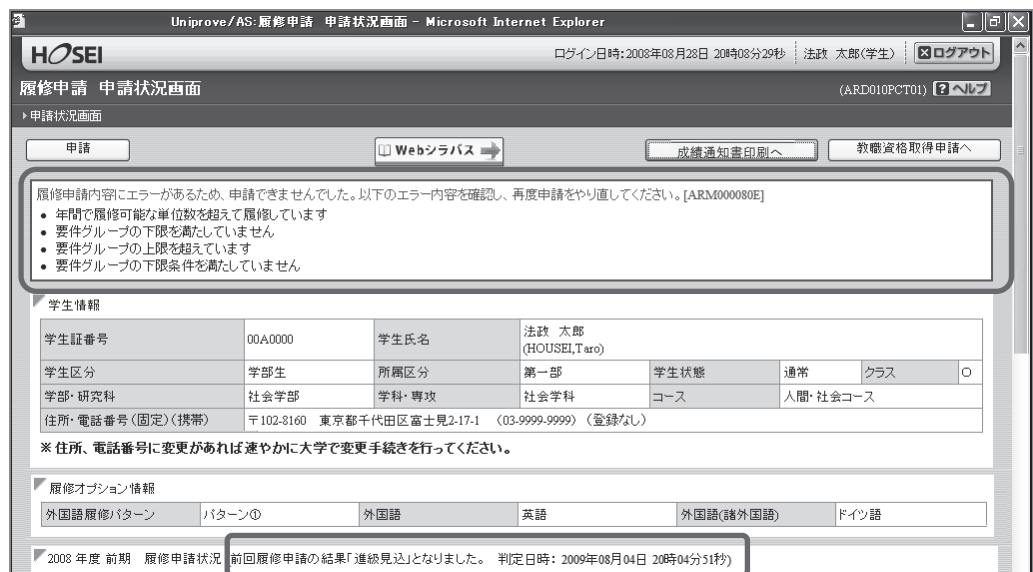 Uniprove/AS:履修申請 申請状況画面 - Microsoft Internet Explorer
HOSEI
ログイン日時:2008年08月28日 20時08分29秒 法政 太郎(学生) ログアウト
履修申請 申請状況画面 (ARD010PCT01) ? ヘルプ
申請状況画面
申請 Webシラバス 成績通知書印刷へ 教職資格取得申請へ
履修申請内容にエラーがあるため、申請できませんでした。以下のエラー内容を確認し、再度申請をやり直してください。[ARM000080E]
• 年間で履修可能な単位数を超えて履修しています
• 要件グループの下限を満たしていません
• 要件グループの上限を超えています
• 要件グループの下限条件を満たしていません
学生情報
学生証番号 00A0000 学生氏名 法政 太郎
(HOUSEI,Taro)
学生区分 学部生 所属区分 第一部 学生状態 通常 クラス O
学部・研究科 社会学部 学科・専攻 社会学科 コース 人間・社会コース
住所・電話番号(固定)(携帯) 〒102-8160 東京都千代田区富士見2-17-1 (03-9999-9999) (登録なし)
※住所、電話番号に変更があれば速やかに大学で変更手続きを行ってください。
履修オプション情報
外国語履修パターン パターン① 外国語 英語 外国語(諸外国語) ドイツ語
2008 年度 前期 履修申請状況 前回履修申請の結果「進級見込」となりました。 判定日時: 2009年08月04日 20時04分51秒)